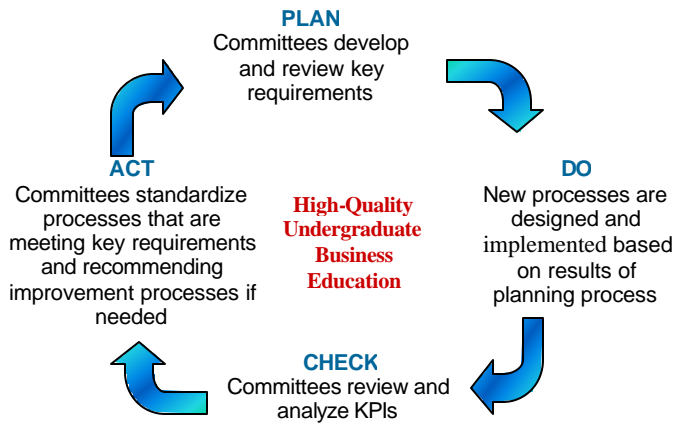 PLAN
Committees develop
and review key
requirements
DO
New processes are
designed and
implemented based
on results of
planning process
CHECK
Committees review and
analyze KPIs
ACT
Committees standardize
processes that are
meeting key requirements
and recommending
improvement processes if
needed
High-Quality
Undergraduate
Business
Education